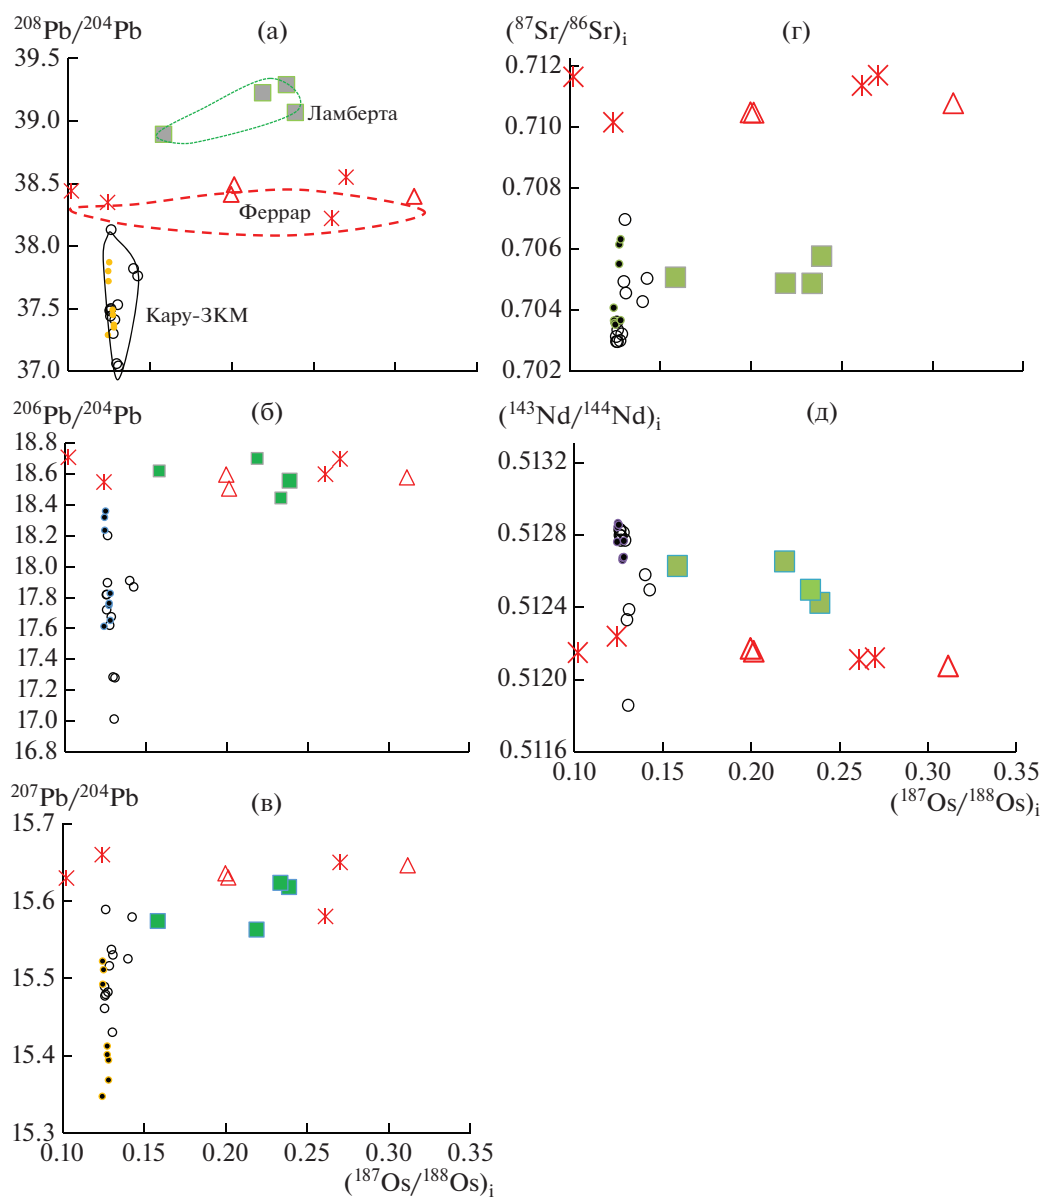 ²⁰⁸Pb/²⁰⁴Pb (а)
39.5
39.0
38.5
38.0
37.5
37.0
Ламберта
Феррар
Кару-ЗКМ
(⁸⁷Sr/⁸⁶Sr)i (г)
0.712
0.710
0.708
0.706
0.704
0.702
²⁰⁶Pb/²⁰⁴Pb (б)
18.8
18.6
18.4
18.2
18.0
17.8
17.6
17.4
17.2
17.0
16.8
(¹⁴³Nd/¹⁴⁴Nd)i (д)
0.5132
0.5128
0.5124
0.5120
0.5116
0.10 0.15 0.20 0.25 0.30 0.35
(¹⁸⁷Os/¹⁸⁸Os)i
²⁰⁷Pb/²⁰⁴Pb (в)
15.7
15.6
15.5
15.4
15.3
0.10 0.15 0.20 0.25 0.30 0.35
(¹⁸⁷Os/¹⁸⁸Os)i